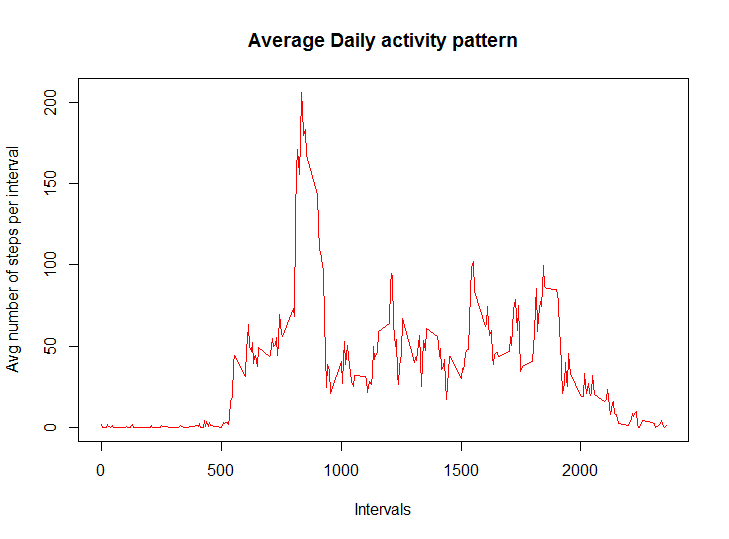 Average Daily activity pattern
Avg number of steps per interval
200
150
100
50
0
0 500 1000 1500 2000
Intervals